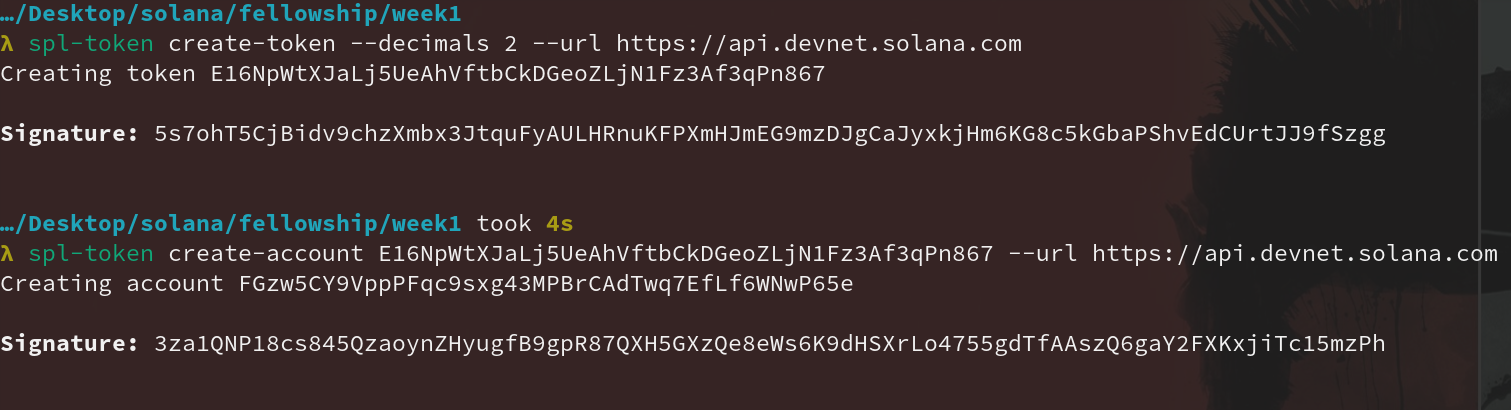 …/Desktop/solana/fellowship/week1
λ spl-token create-token --decimals 2 --url https://api.devnet.solana.com
Creating token E16NpWtXJaLj5UeAhVftbCkDGeoZLjN1Fz3Af3qPn867
Signature: 5s7ohT5CjBidv9chzXmbx3JtquFyAULHRnuKFPXmHJmEG9mzDJgCaJyxkjHm6KG8c5kGbaPShvEdCUrtJJ9fSzgg
…/Desktop/solana/fellowship/week1 took 4s
λ spl-token create-account E16NpWtXJaLj5UeAhVftbCkDGeoZLjN1Fz3Af3qPn867 --url https://api.devnet.solana.com
Creating account FGzw5CY9VppPFqc9sxg43MPBrCAdTwq7EfLf6WNwP65e
Signature: 3za1QNP18cs845QzaoynZHyugfB9gpR87QXH5GXzQe8eWs6K9dHSXrLo4755gdTfAAszQ6gaY2FXKxjiTc15mzPh